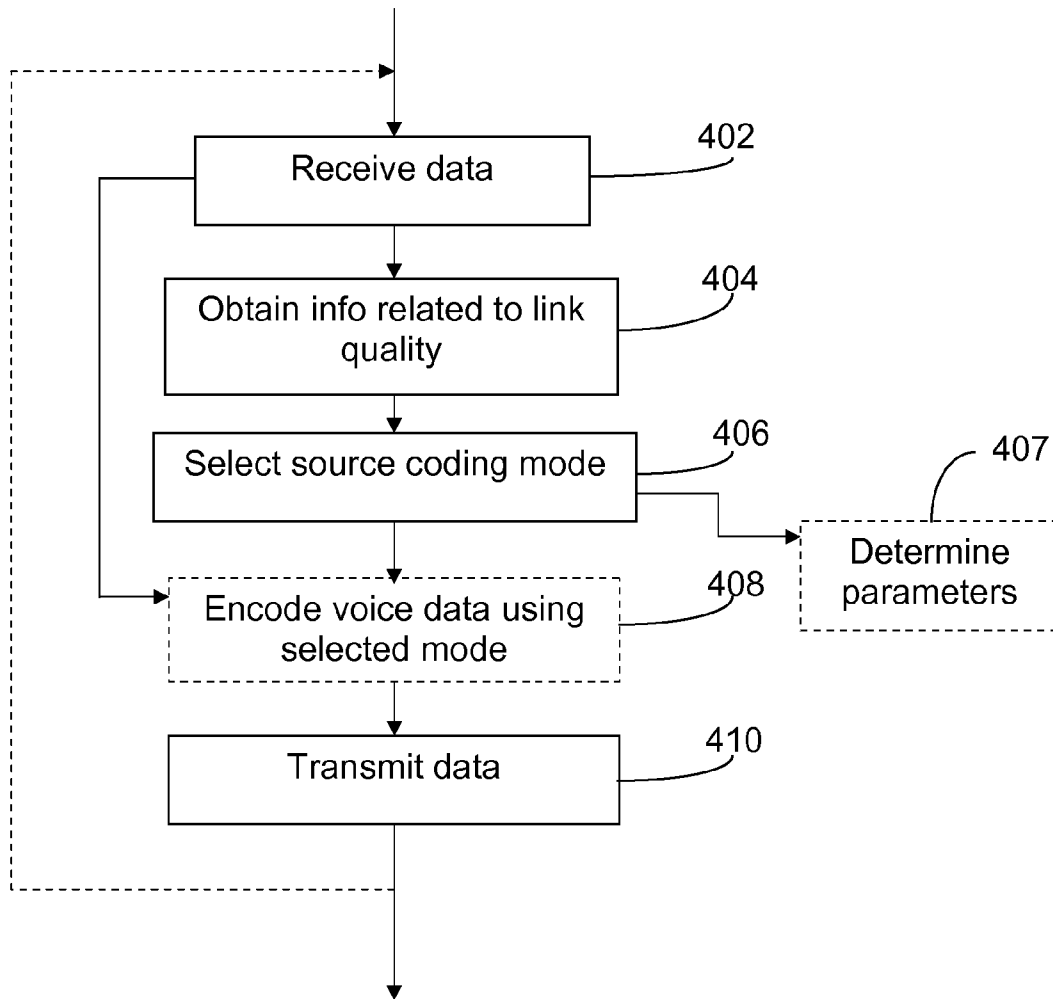 402
Receive data
404
Obtain info related to link
quality
406
Select source coding mode
407
Determine
parameters
408
Encode voice data using
selected mode
410
Transmit data